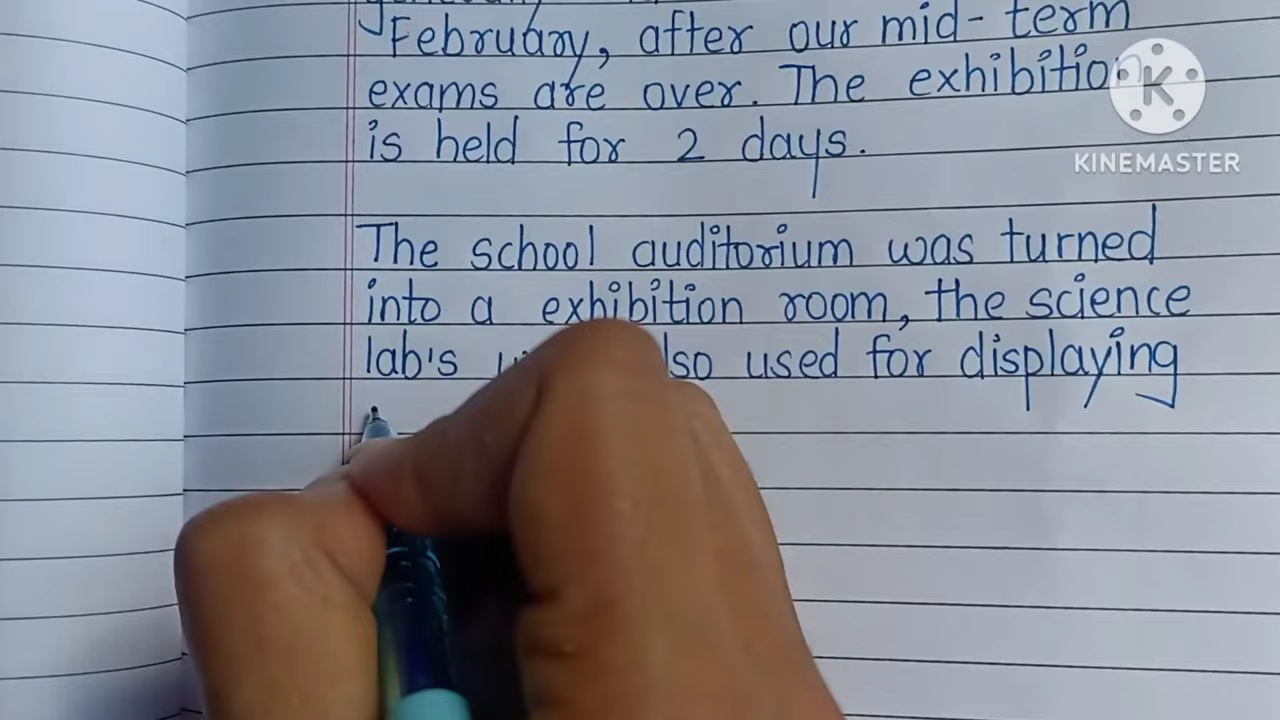 February, after our mid-term
exams are over. The exhibition
is held for 2 days.
The school auditorium was turned
into a exhibition room, the science
lab's used for displaying
K
KINEMASTER